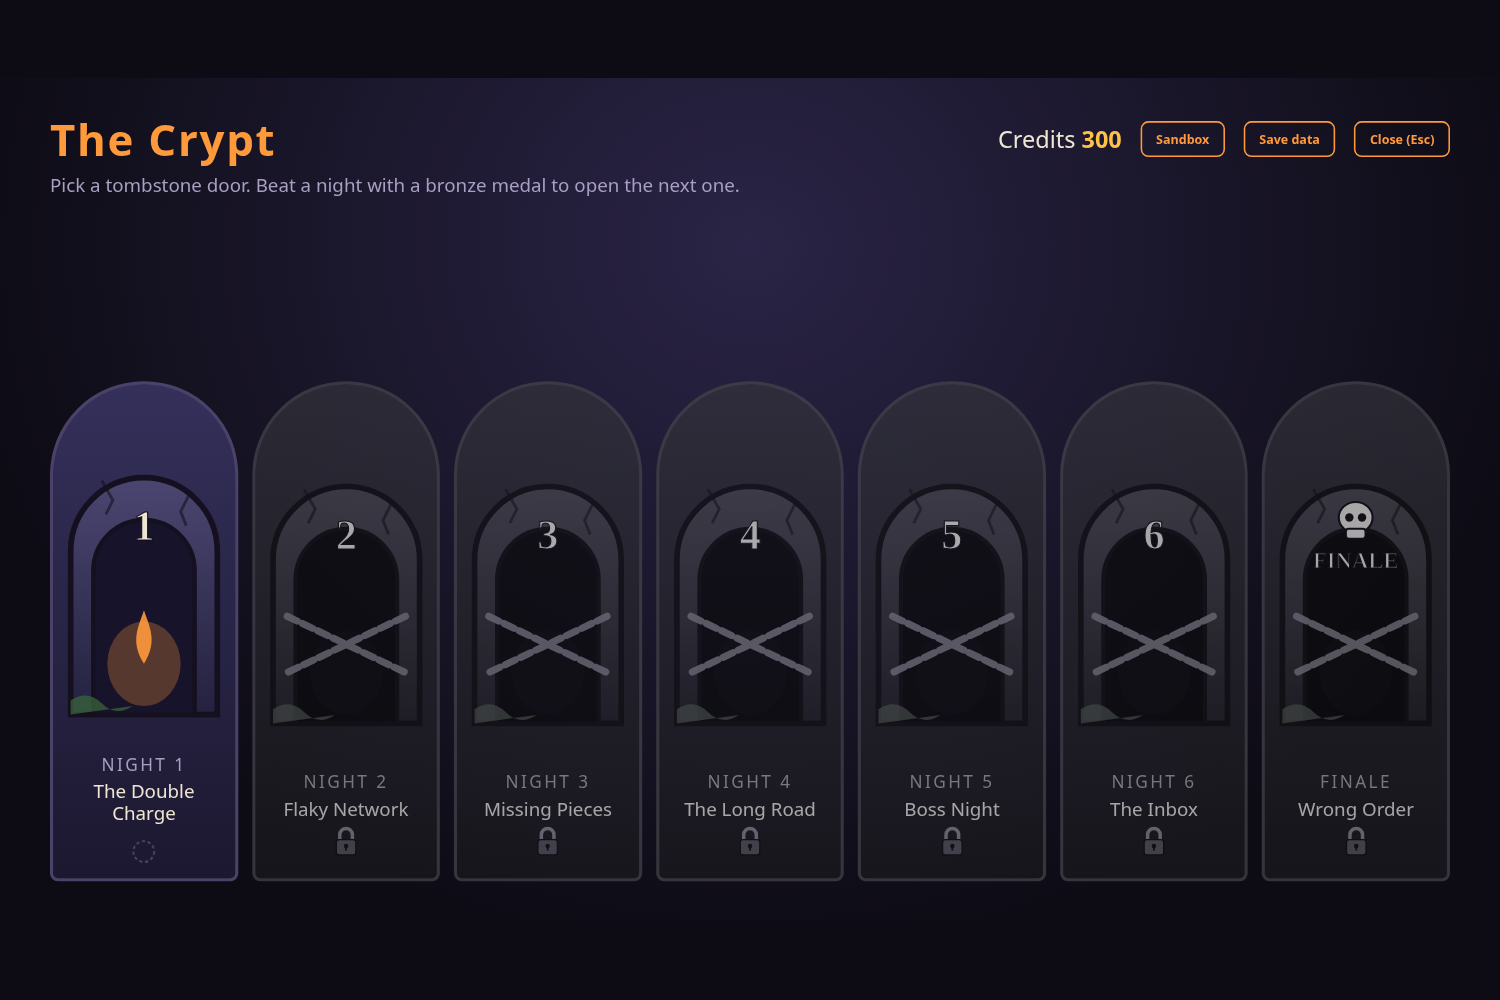 The Crypt
Credits 300
Sandbox
Save data
Close (Esc)
Pick a tombstone door. Beat a night with a bronze medal to open the next one.
1
NIGHT 1
The Double
Charge
2
NIGHT 2
Flaky Network
3
NIGHT 3
Missing Pieces
4
NIGHT 4
The Long Road
5
NIGHT 5
Boss Night
6
NIGHT 6
The Inbox
FINALE
FINALE
Wrong Order